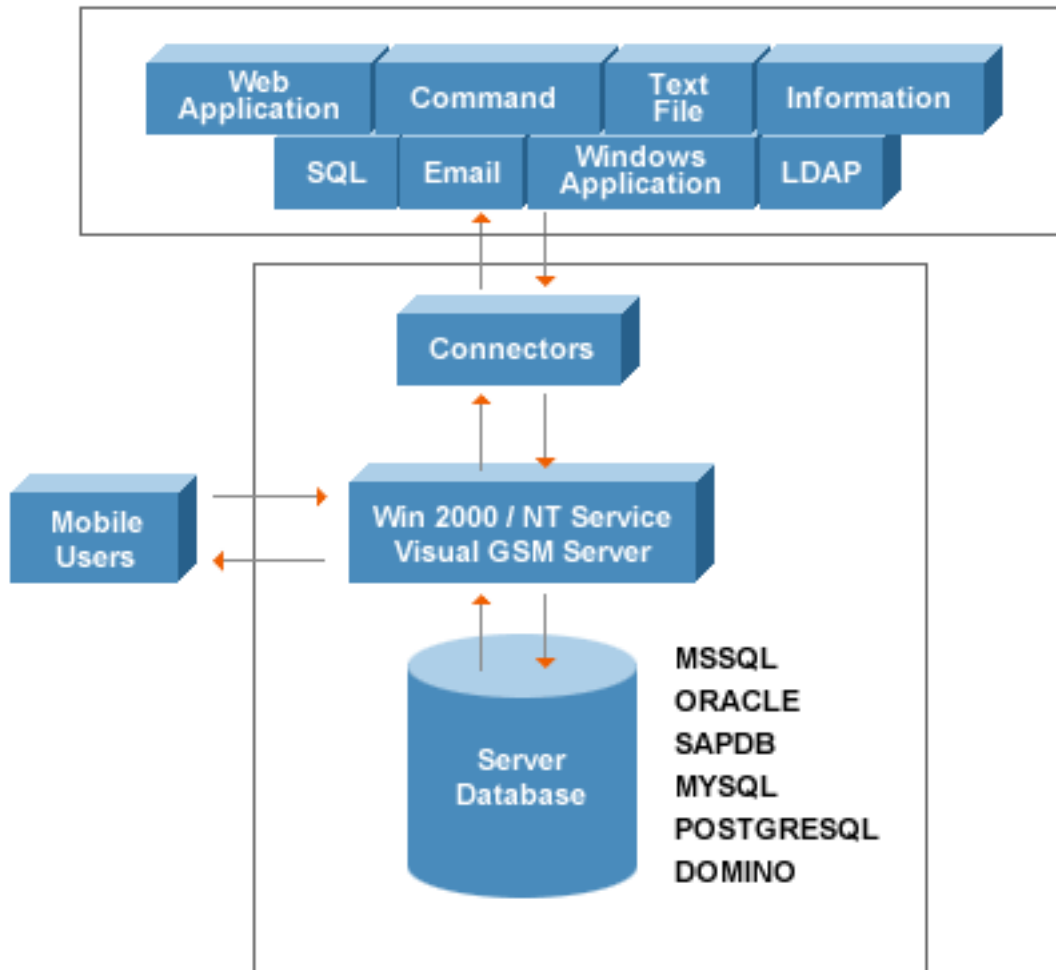 Web
Application
Command
Text
File
Information
SQL
Email
Windows
Application
LDAP
Connectors
Mobile
Users
Win 2000 / NT Service
Visual GSM Server
Server
Database
MSSQL
ORACLE
SAPDB
MYSQL
POSTGRESQL
DOMINO